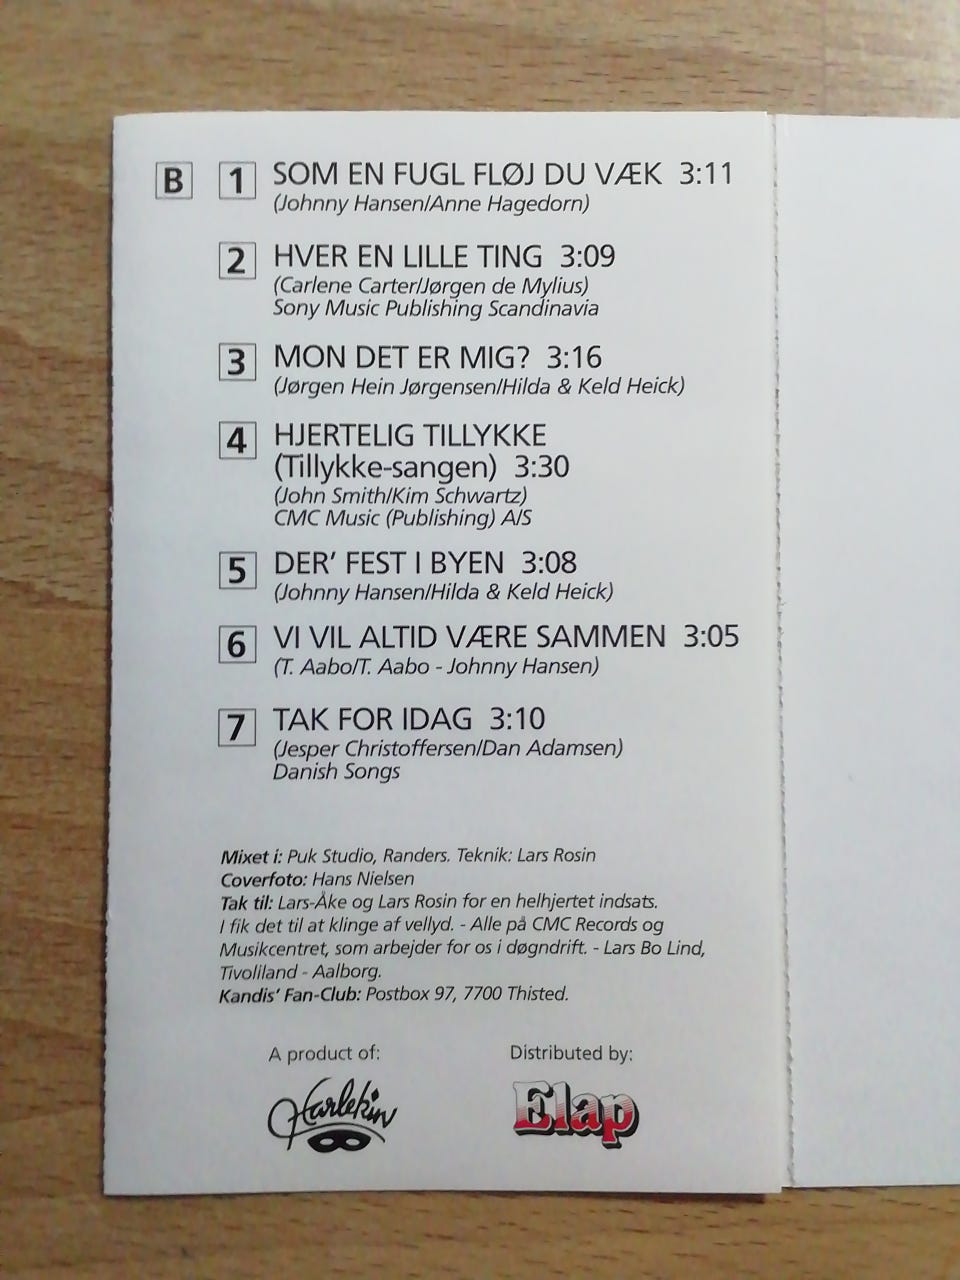 B 1 SOM EN FUGL FLØJ DU VÆK 3:11
(Johnny Hansen/Anne Hagedorn)
2 HVER EN LILLE TING 3:09
(Carlene Carter/Jørgen de Mylius)
Sony Music Publishing Scandinavia
3 MON DET ER MIG? 3:16
(Jørgen Hein Jørgensen/Hilda & Keld Heick)
4 HJERTELIG TILLYKKE
(Tillykke-sangen) 3:30
(John Smith/Kim Schwartz)
CMC Music (Publishing) A/S
5 DER' FEST I BYEN 3:08
(Johnny Hansen/Hilda & Keld Heick)
6 VI VIL ALTID VÆRE SAMMEN 3:05
(T. Aabo/T. Aabo - Johnny Hansen)
7 TAK FOR IDAG 3:10
(Jesper Christoffersen/Dan Adamsen)
Danish Songs
Mixet i: Puk Studio, Randers. Teknik: Lars Rosin
Coverfoto: Hans Nielsen
Tak til: Lars-Åke og Lars Rosin for en helhjertet indsats.
I fik det til at klinge af vellyd. - Alle på CMC Records og
Musikcentret, som arbejder for os i døgndrift. - Lars Bo Lind,
Tivoliland - Aalborg.
Kandis' Fan-Club: Postbox 97, 7700 Thisted.
A product of: Distributed by:
Harlekin Elap